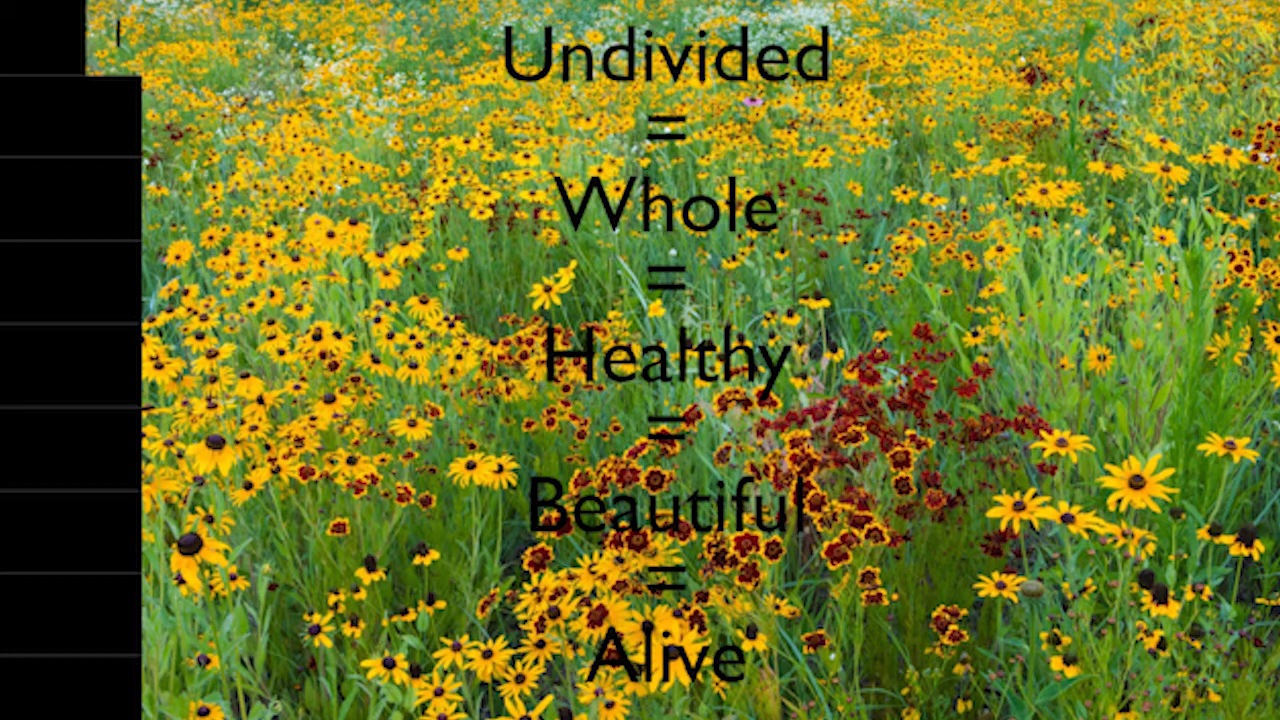 Undivided
=
Whole
=
Healthy
=
Beautiful
=
Alive